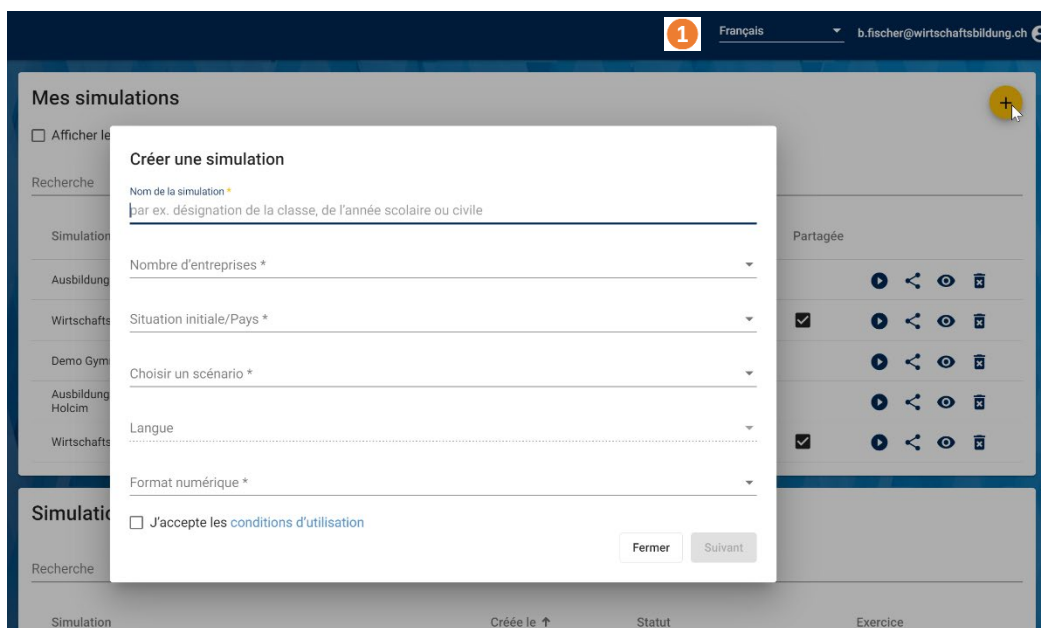 1
Français
b.fischer@wirtschaftsbildung.ch
Mes simulations
+
Afficher le
Créer une simulation
Recherche
Nom de la simulation *
par ex. désignation de la classe, de l'année scolaire ou civile
Simulation
Partagée
Nombre d'entreprises *
Ausbildung
Situation initiale/Pays *
Wirtschafts
Demo Gym
Choisir un scénario *
Ausbildung
Holcim
Langue
Wirtschafts
Format numérique *
Simulatio
J'accepte les conditions d'utilisation
Fermer
Suivant
Recherche
Simulation
Créée le ↑
Statut
Exercice